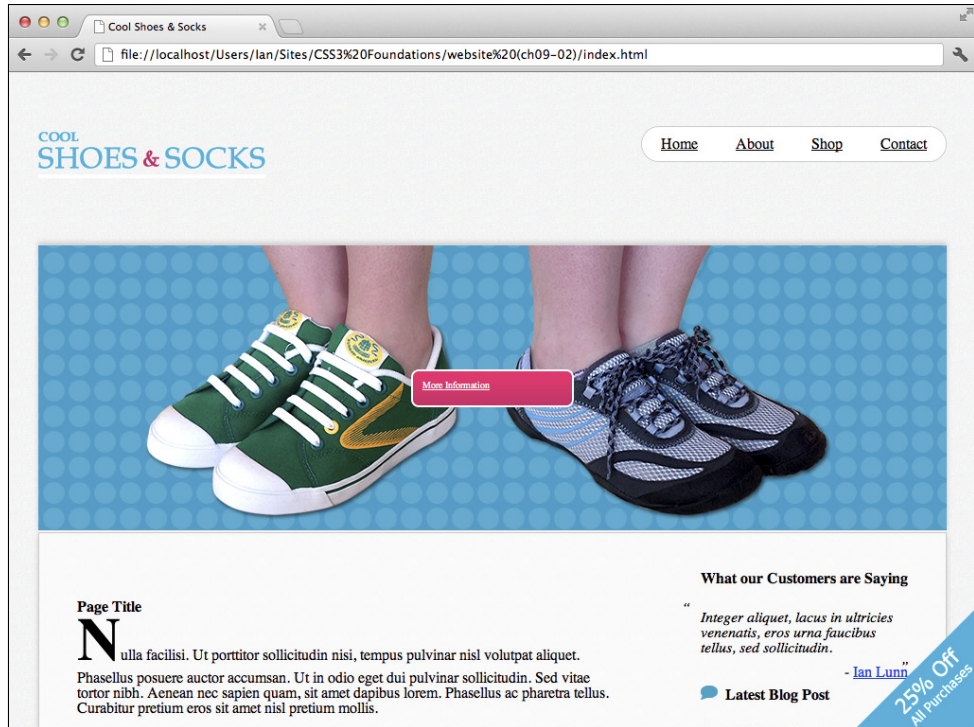 Cool Shoes & Socks
file://localhost/Users/Ian/Sites/CSS3%20Foundations/website%20(ch09-02)/index.html
COOL
SHOES & SOCKS
Home About Shop Contact
More Information
What our Customers are Saying
“
Integer aliquet, lacus in ultricies
venenatis, eros urna faucibus
tellus, sed sollicitudin.
”
- Ian Lunn
Latest Blog Post
Page Title
Nulla facilisi. Ut porttitor sollicitudin nisi, tempus pulvinar nisl volutpat aliquet.
Phasellus posuere auctor accumsan. Ut in odio eget dui pulvinar sollicitudin. Sed vitae
tortor nibh. Aenean nec sapien quam, sit amet dapibus lorem. Phasellus ac pharetra tellus.
Curabitur pretium eros sit amet nisl pretium mollis.
25% Off
All Purchases